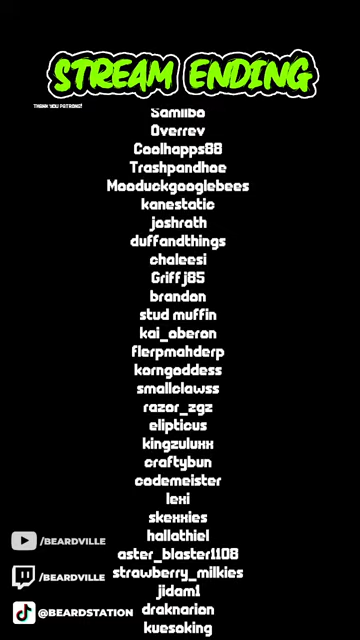 STREAM ENDING
THANK YOU PATRONS!
Samiibo
Overrev
Coolhapps88
Trashpandhoe
Mooduckgooglebees
kanestatic
joshrath
duffandthings
chaleesi
Griffj85
brandon
stud muffin
kai_oberon
flerpmahderp
korngoddess
smallclawss
razor_zgz
elipticus
kingzuluxx
craftybun
codemeister
lexi
skexxies
hallathiel
/BEARDVILLE
aster_blaster1108
strawberry_milkies
/BEARDVILLE
jidam1
draknarion
@BEARDSTATION
kuesoking